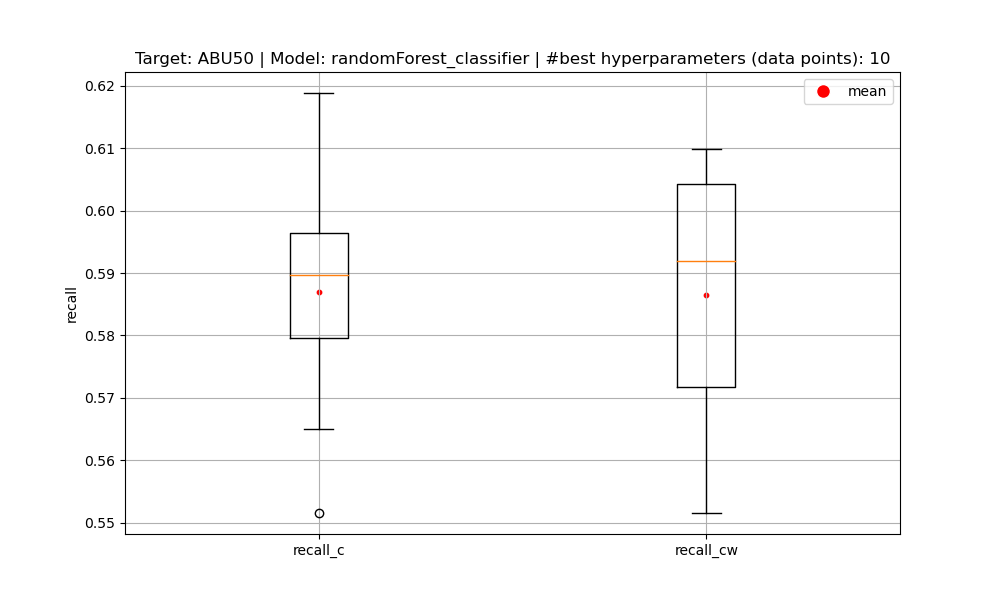 Target: ABU50 | Model: randomForest_classifier | #best hyperparameters (data points): 10
mean
0.62
0.61
0.60
0.59
0.58
0.57
0.56
0.55
recall
recall_c
recall_cw